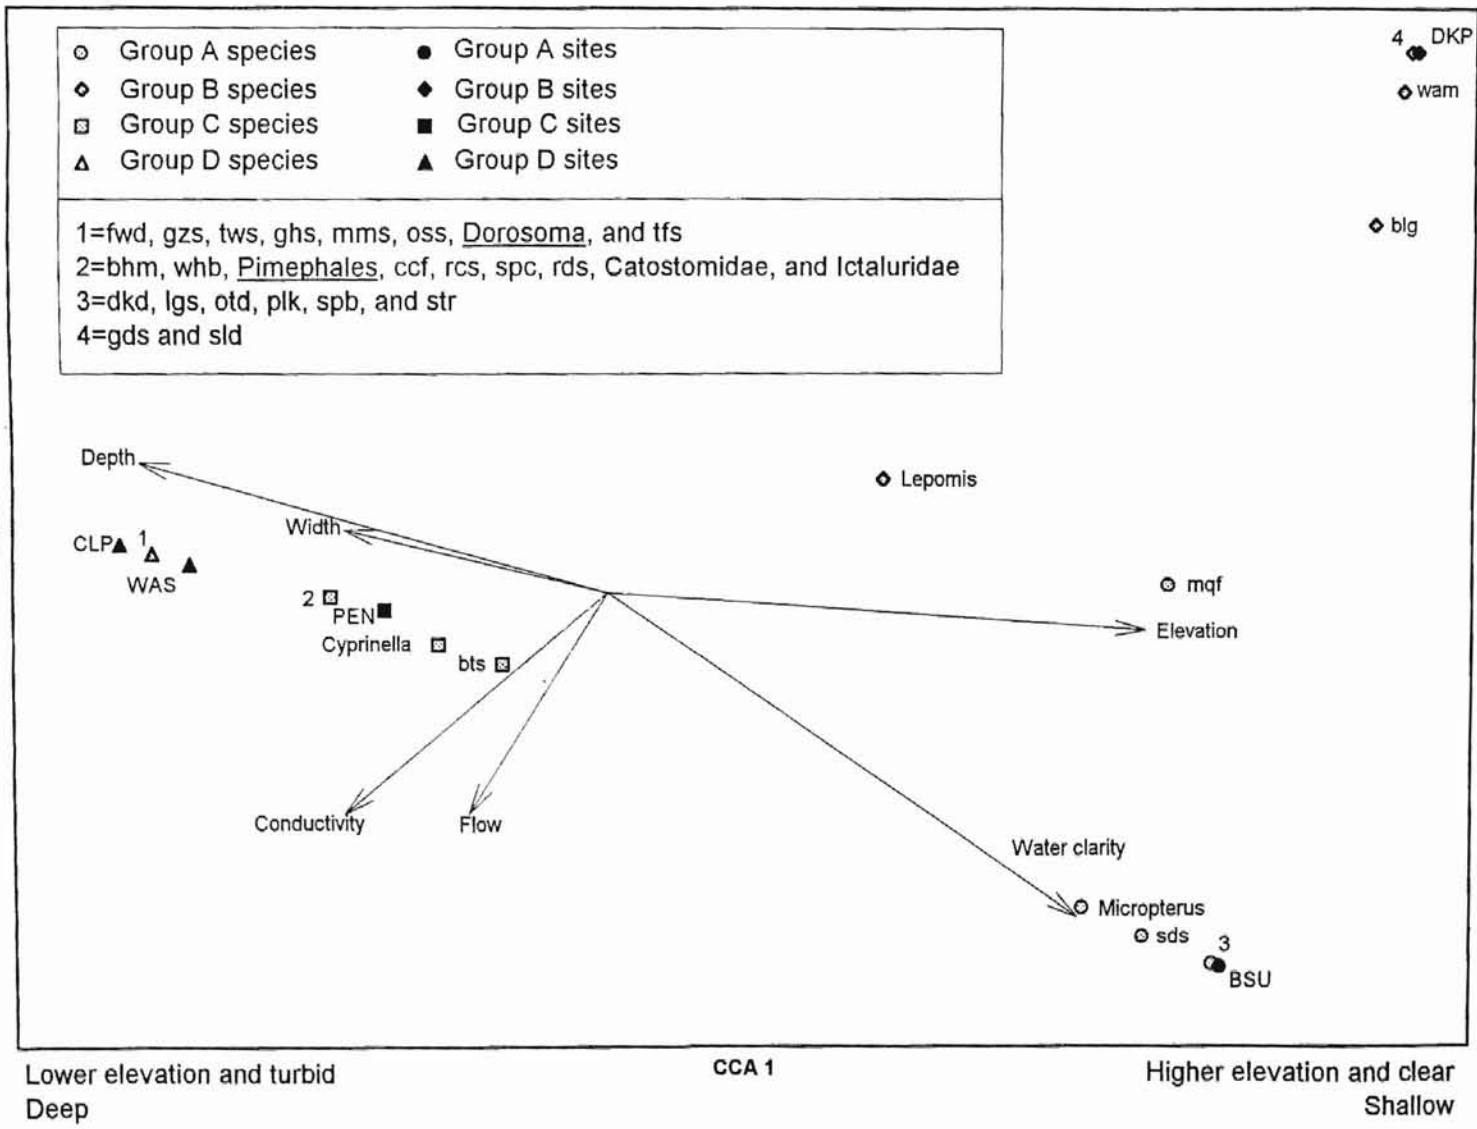 Group A species
Group A sites
Group B species
Group B sites
Group C species
Group C sites
Group D species
Group D sites
1=fwd, gzs, tws, ghs, mms, oss, Dorosoma, and tfs
2=bhm, whb, Pimephales, ccf, rcs, spc, rds, Catostomidae, and Ictaluridae
3=dkd, lgs, otd, plk, spb, and str
4=gds and sld
4 DKP
wam
blg
Depth
Lepomis
Width
CLP 1
WAS
mqf
2
PEN
Elevation
Cyprinella
bts
Conductivity
Flow
Water clarity
Micropterus
sds
3
BSU
Lower elevation and turbid
Deep
CCA 1
Higher elevation and clear
Shallow